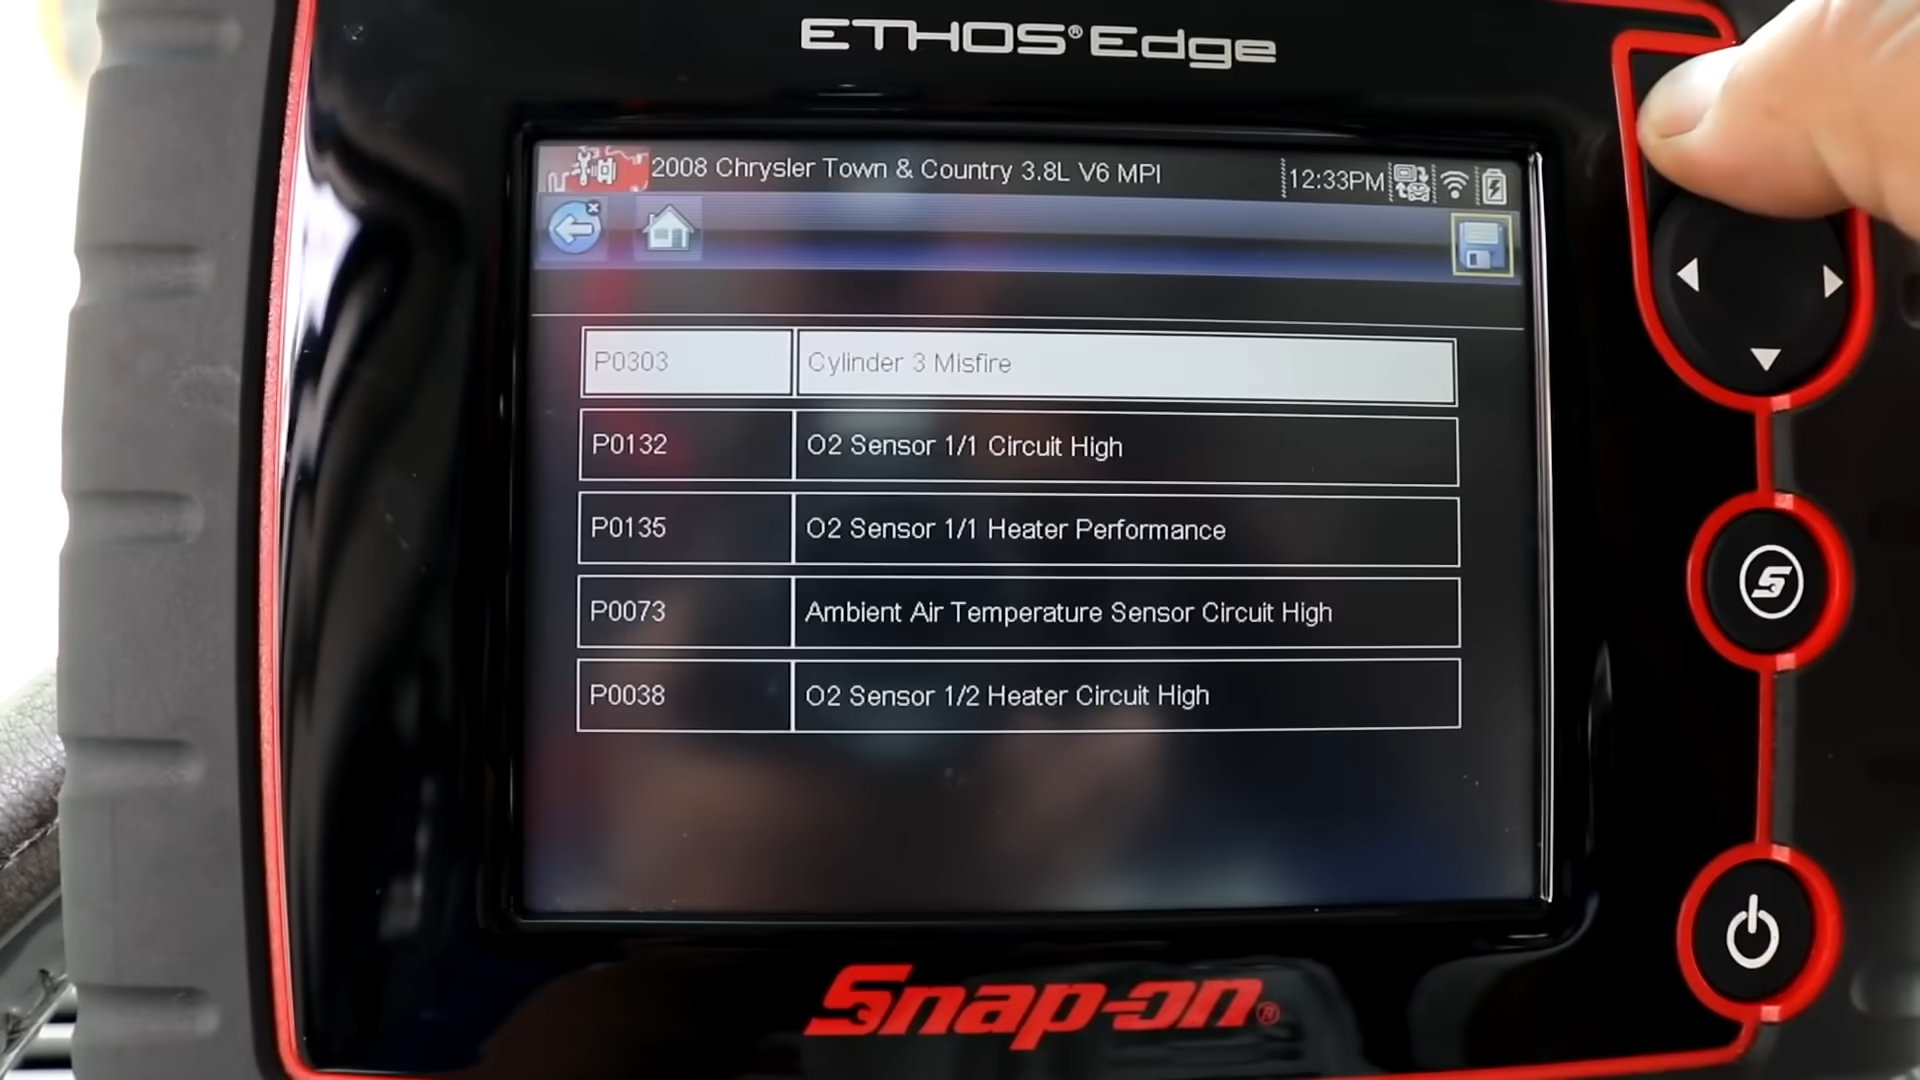 ETHOS® Edge
2008 Chrysler Town & Country 3.8L V6 MPI 12:33PM
P0303 Cylinder 3 Misfire
P0132 O2 Sensor 1/1 Circuit High
P0135 O2 Sensor 1/1 Heater Performance
P0073 Ambient Air Temperature Sensor Circuit High
P0038 O2 Sensor 1/2 Heater Circuit High
Snap-on®